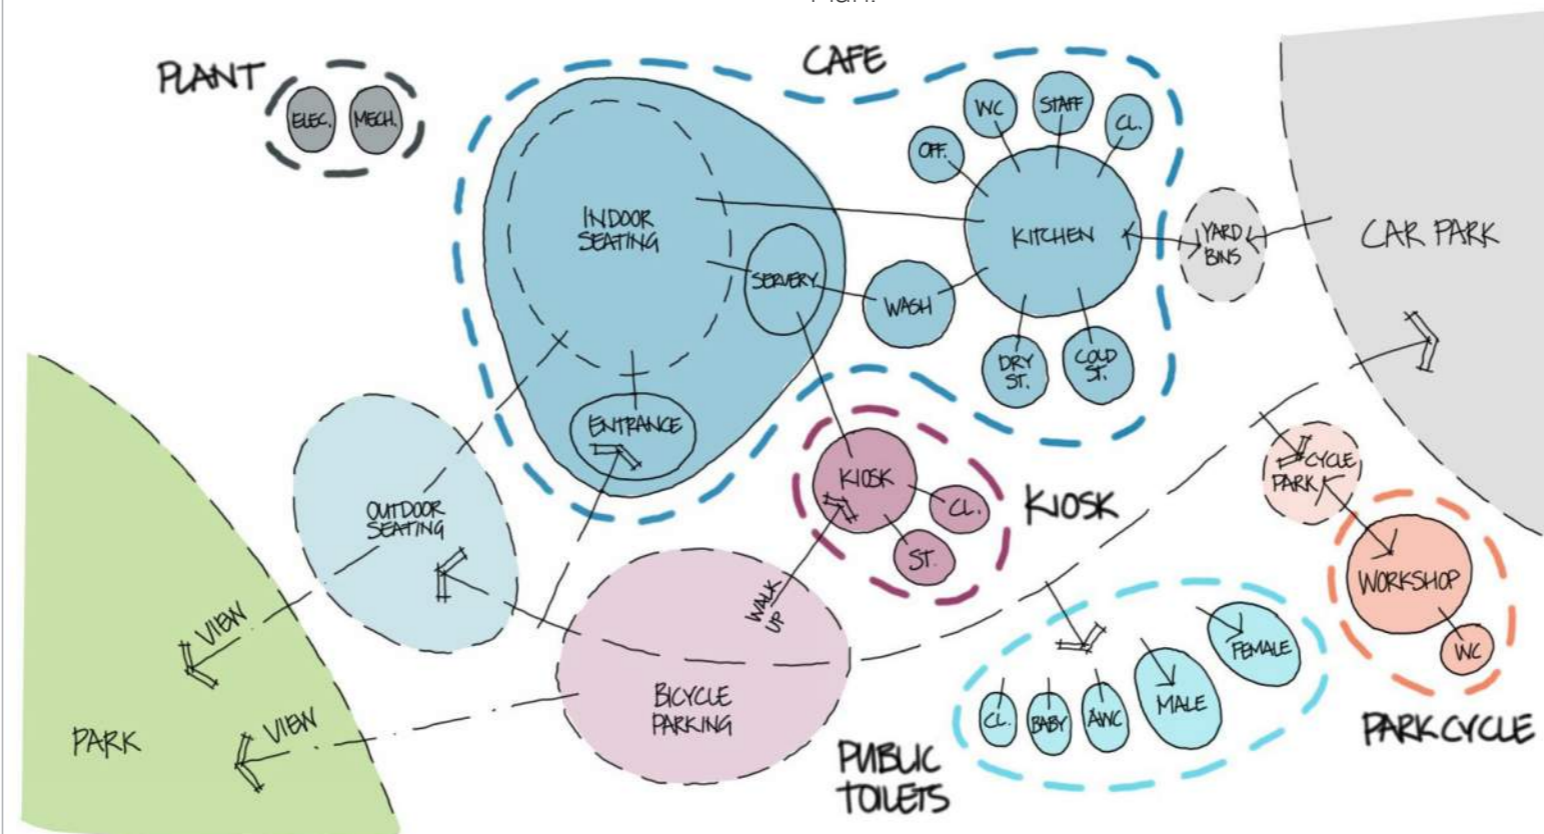 PLANT
ELEC.
MECH.
CAFE
INDOOR
SEATING
SERVERY
ENTRANCE
WASH
OFF.
WC
STAFF
CL.
KITCHEN
DRY
ST.
COLD
ST.
YARD
BINS
CAR PARK
OUTDOOR
SEATING
VIEW
VIEW
PARK
KIOSK
CL.
ST.
KIOSK
WALK
UP
BICYCLE
PARKING
CYCLE
PARK
WORKSHOP
WC
PARK CYCLE
CL.
BABY
AWC
MALE
FEMALE
PUBLIC
TOILETS